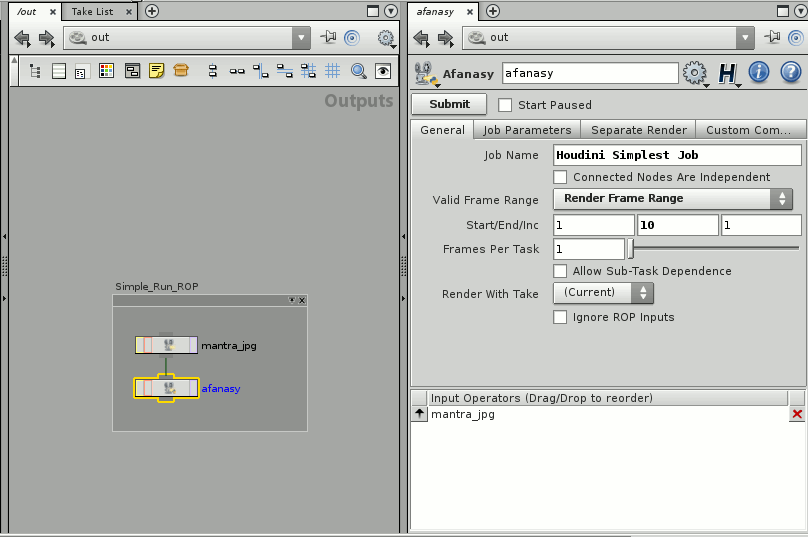 /out
Take List
out
Outputs
Simple_Run_ROP
mantra_jpg
afanasy
afanasy
out
Afanasy
afanasy
H
Submit
Start Paused
General
Job Parameters
Separate Render
Custom Com...
Job Name
Houdini Simplest Job
Connected Nodes Are Independent
Valid Frame Range
Render Frame Range
Start/End/Inc
1
10
1
Frames Per Task
1
Allow Sub-Task Dependence
Render With Take
(Current)
Ignore ROP Inputs
Input Operators (Drag/Drop to reorder)
mantra_jpg